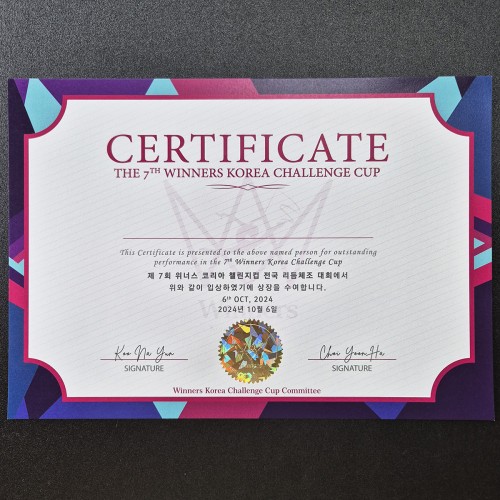 CERTIFICATE
THE 7TH WINNERS KOREA CHALLENGE CUP
This Certificate is presented to the above named person for outstanding
performance in the 7th Winners Korea Challenge Cup
제 7회 위너스 코리아 챌린지컵 전국 리듬체조 대회에서
위와 같이 입상하였기에 상장을 수여합니다.
6th OCT, 2024
2024년 10월 6일
Winners
Koo Na Yin
Choi YoonHa
SIGNATURE
SIGNATURE
Winners Korea Challenge Cup Committee